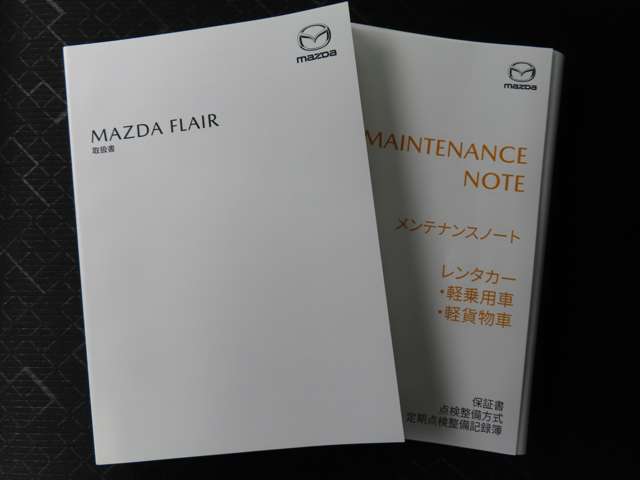 mazda
MAZDA FLAIR
取扱書
mazda
MAINTENANCE
NOTE
メンテナンスノート
レンタカー
・軽乗用車
・軽貨物車
保証書
点検整備方式
定期点検整備記録簿